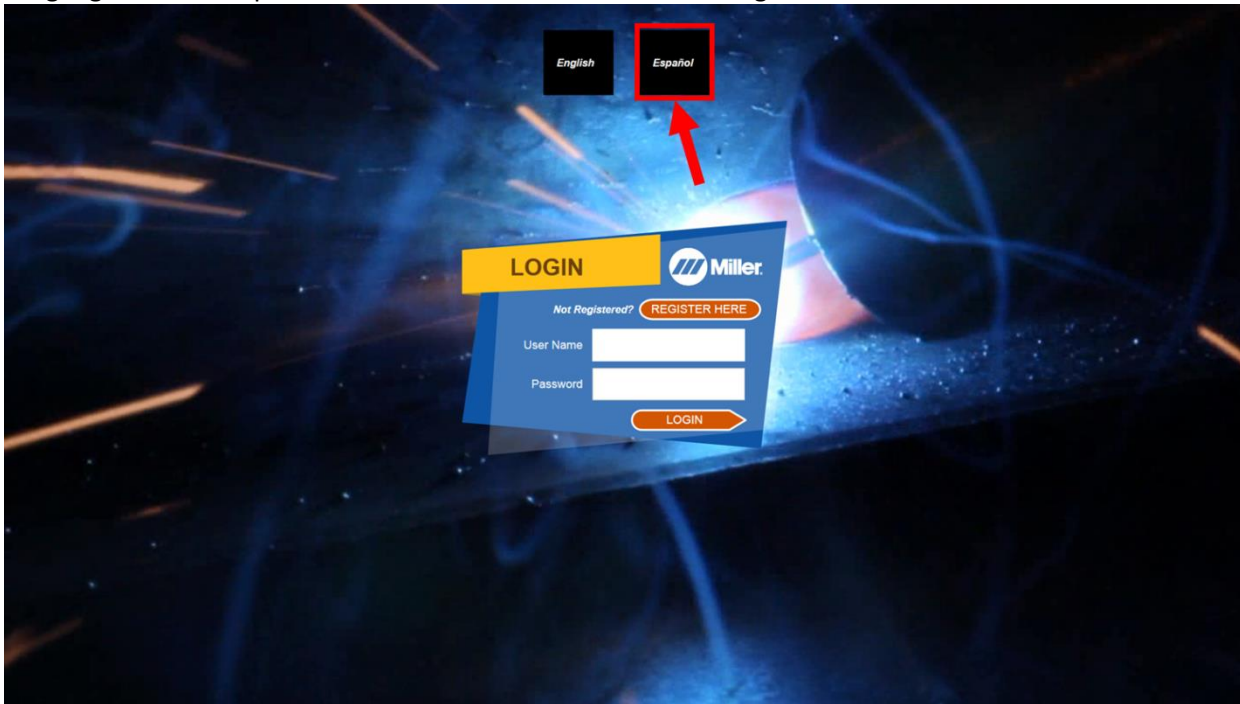 English
Español
LOGIN
Miller.
Not Registered? REGISTER HERE
User Name
Password
LOGIN